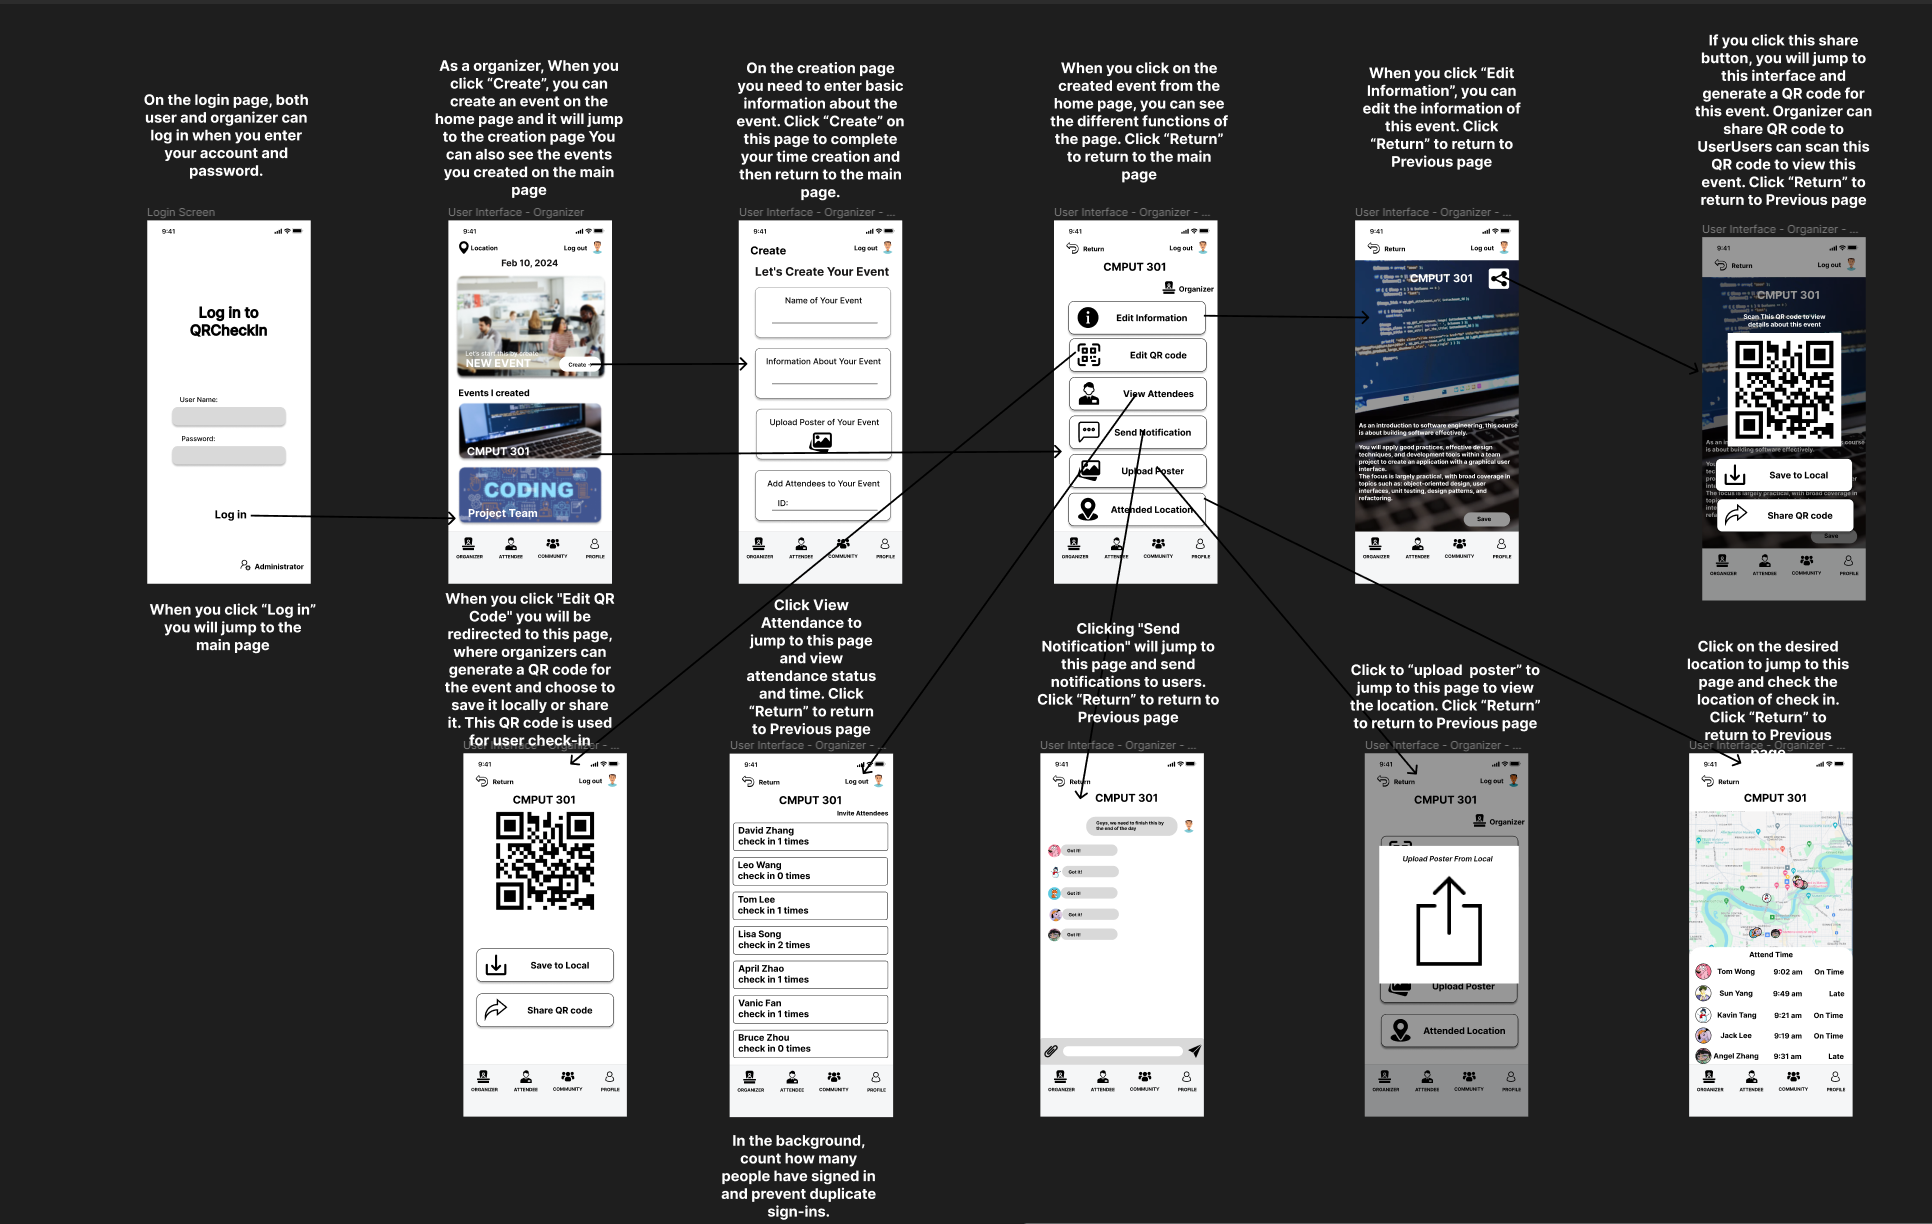 On the login page, both
user and organizer can
log in when you enter
your account and
password.
As a organizer, When you
click “Create”, you can
create an event on the
home page and it will jump
to the creation page You
can also see the events
you created on the main
page
On the creation page
you need to enter basic
information about the
event. Click “Create” on
this page to complete
your time creation and
then return to the main
page.
When you click on the
created event from the
home page, you can see
the different functions of
the page. Click “Return”
to return to the main
page
When you click “Edit
Information”, you can
edit the information of
this event. Click
“Return” to return to
Previous page
If you click this share
button, you will jump to
this interface and
generate a QR code for
this event. Organizer can
share QR code to
UserUsers can scan this
QR code to view this
event. Click “Return” to
return to Previous page
Login Screen
9:41
Log in to
QRCheckIn
User Name:
Password:
Log in
Administrator
When you click “Log in”
you will jump to the
main page
User Interface - Organizer
9:41
Location
Log out
Feb 10, 2024
Let's start this by create
NEW EVENT
Create
Events I created
CMPUT 301
CODING
Project Team
ORGANIZER ATTENDEE COMMUNITY PROFILE
User Interface - Organizer - ...
9:41
Create
Log out
Let's Create Your Event
Name of Your Event
Information About Your Event
Upload Poster of Your Event
Add Attendees to Your Event
ID:
ORGANIZER ATTENDEE COMMUNITY PROFILE
User Interface - Organizer - ...
9:41
Return
Log out
CMPUT 301
Organizer
Edit Information
Edit QR code
View Attendees
Send Notification
Upload Poster
Attended Location
ORGANIZER ATTENDEE COMMUNITY PROFILE
User Interface - Organizer - ...
9:41
Return
Log out
CMPUT 301
As an introduction to software engineering, this course
is about building software effectively.
You will apply good practices, effective design
techniques, and development tools within a team
project to create an application with a graphical user
interface.
The focus is largely practical, with broad coverage in
topics such as: object-oriented design, user
interfaces, unit testing, design patterns, and
refactoring.
Save
ORGANIZER ATTENDEE COMMUNITY PROFILE
User Interface - Organizer - ...
9:41
Return
Log out
CMPUT 301
Scan This QR code to view
details about this event
Save to Local
Share QR code
Save
ORGANIZER ATTENDEE COMMUNITY PROFILE
When you click "Edit QR
Code" you will be
redirected to this page,
where organizers can
generate a QR code for
the event and choose to
save it locally or share
it. This QR code is used
for user check-in
Click View
Attendance to
jump to this page
and view
attendance status
and time. Click
“Return” to return
to Previous page
Clicking "Send
Notification" will jump to
this page and send
notifications to users.
Click “Return” to return to
Previous page
Click to “upload poster” to
jump to this page to view
the location. Click “Return”
to return to Previous page
Click on the desired
location to jump to this
page and check the
location of check in.
Click “Return” to
return to Previous
page
User Interface - Organizer - ...
9:41
Return
Log out
CMPUT 301
Save to Local
Share QR code
ORGANIZER ATTENDEE COMMUNITY PROFILE
User Interface - Organizer - ...
9:41
Return
Log out
CMPUT 301
Invite Attendees
David Zhang
check in 1 times
Leo Wang
check in 0 times
Tom Lee
check in 1 times
Lisa Song
check in 2 times
April Zhao
check in 1 times
Vanic Fan
check in 1 times
Bruce Zhou
check in 0 times
ORGANIZER ATTENDEE COMMUNITY PROFILE
In the background,
count how many
people have signed in
and prevent duplicate
sign-ins.
User Interface - Organizer - ...
9:41
Return
CMPUT 301
Guys, we need to finish this by
the end of the day
Got it!
Got it!
Got it!
Got it!
Got it!
ORGANIZER ATTENDEE COMMUNITY PROFILE
User Interface - Organizer - ...
9:41
Return
Log out
CMPUT 301
Organizer
Upload Poster From Local
Upload Poster
Attended Location
ORGANIZER ATTENDEE COMMUNITY PROFILE
User Interface - Organizer - ...
9:41
Return
CMPUT 301
Attend Time
Tom Wong 9:02 am On Time
Sun Yang 9:49 am Late
Kavin Tang 9:21 am On Time
Jack Lee 9:19 am On Time
Angel Zhang 9:31 am Late
ORGANIZER ATTENDEE COMMUNITY PROFILE